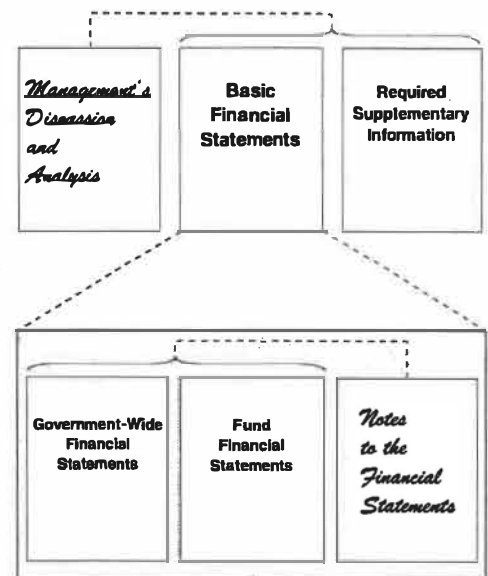 Management's
Discussion
and
Analysis
Basic
Financial
Statements
Required
Supplementary
Information
Government-Wide
Financial
Statements
Fund
Financial
Statements
Notes
to the
Financial
Statements